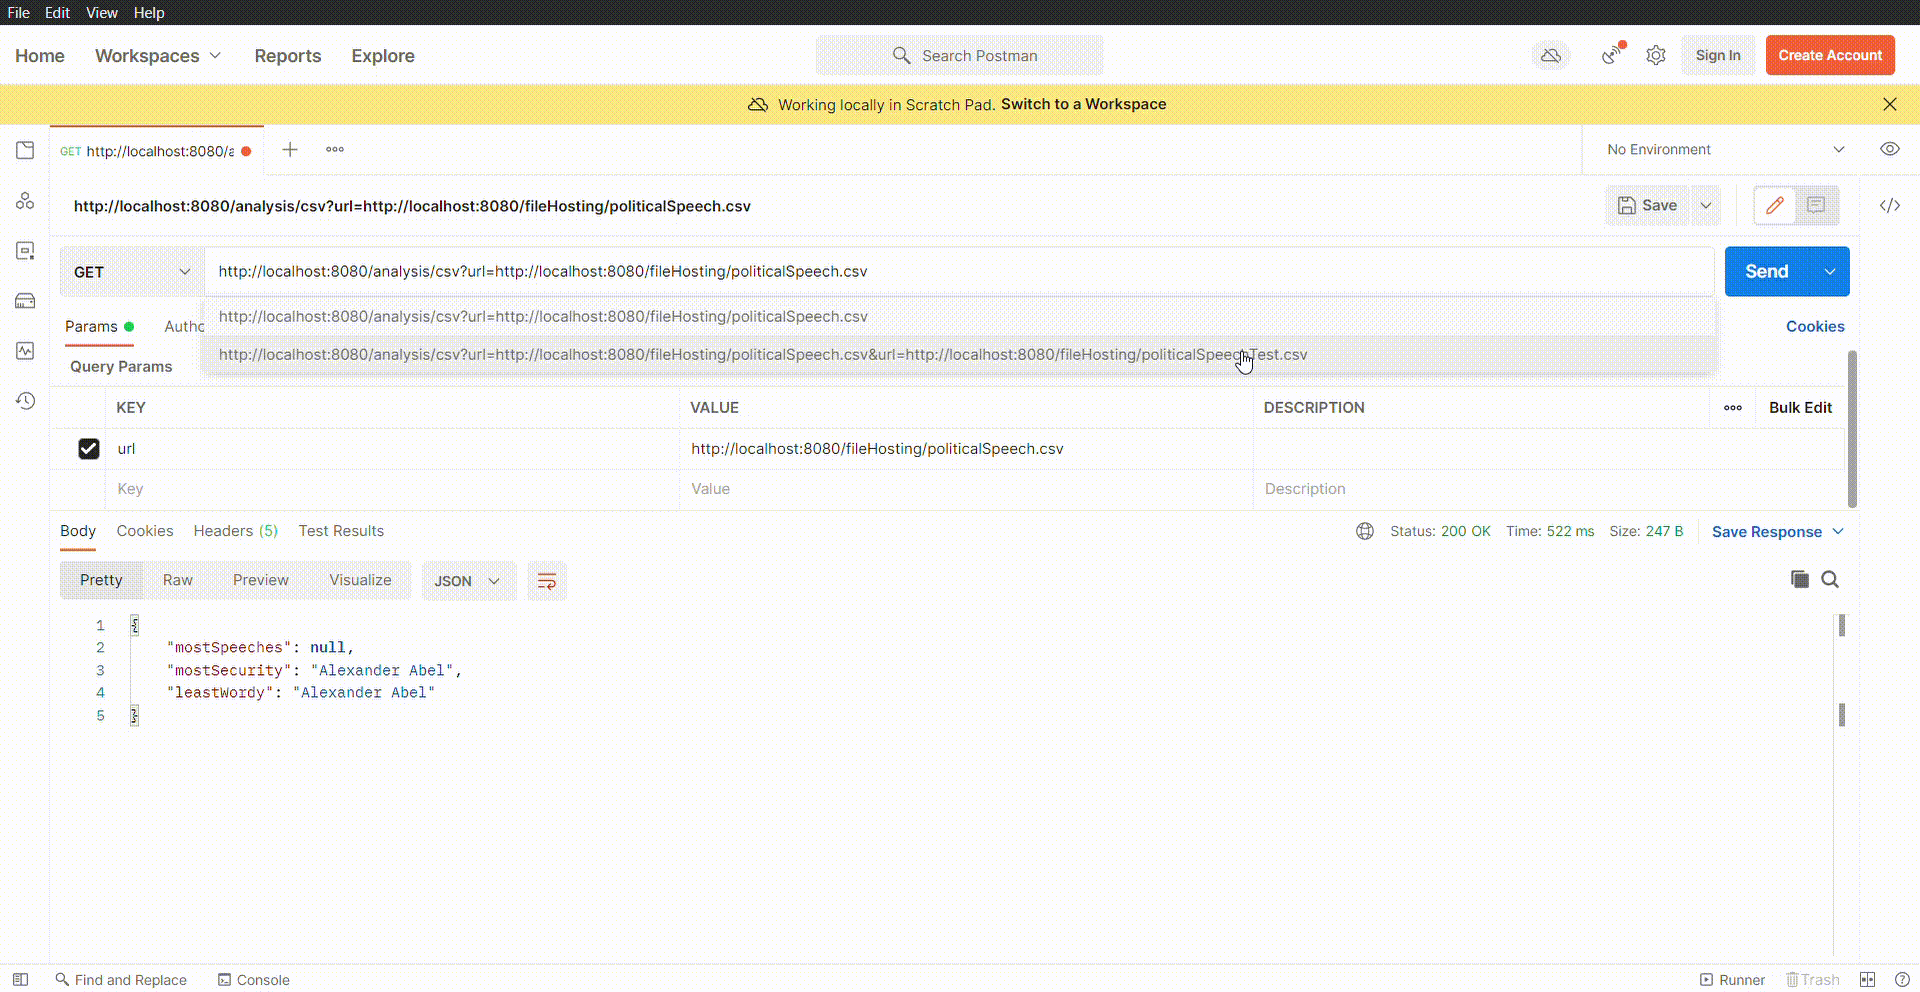 File Edit View Help
Home Workspaces Reports Explore Search Postman Sign In Create Account
Working locally in Scratch Pad. Switch to a Workspace
GET http://localhost:8080/a No Environment
http://localhost:8080/analysis/csv?url=http://localhost:8080/fileHosting/politicalSpeech.csv Save
GET http://localhost:8080/analysis/csv?url=http://localhost:8080/fileHosting/politicalSpeech.csv Send
http://localhost:8080/analysis/csv?url=http://localhost:8080/fileHosting/politicalSpeech.csv
Params Autho Cookies
http://localhost:8080/analysis/csv?url=http://localhost:8080/fileHosting/politicalSpeech.csv&url=http://localhost:8080/fileHosting/politicalSpeechTest.csv
Query Params
KEY VALUE DESCRIPTION Bulk Edit
url http://localhost:8080/fileHosting/politicalSpeech.csv
Key Value Description
Body Cookies Headers (5) Test Results Status: 200 OK Time: 522 ms Size: 247 B Save Response
Pretty Raw Preview Visualize JSON
1 {
2 "mostSpeeches": null,
3 "mostSecurity": "Alexander Abel",
4 "leastWordy": "Alexander Abel"
5 }
Find and Replace Console Runner Trash